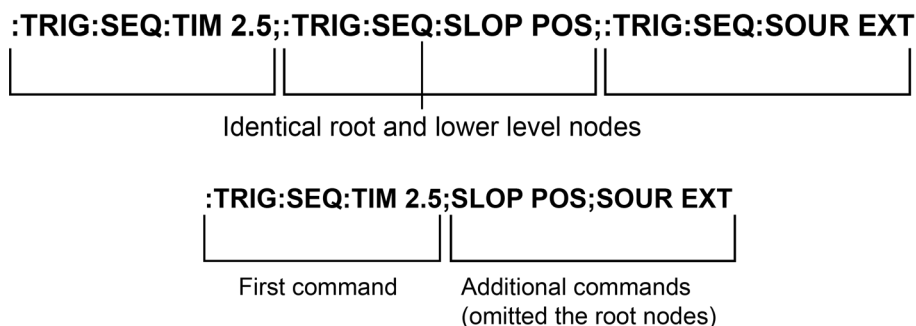 :TRIG:SEQ:TIM 2.5;:TRIG:SEQ:SLOP POS;:TRIG:SEQ:SOUR EXT
Identical root and lower level nodes
:TRIG:SEQ:TIM 2.5;SLOP POS;SOUR EXT
First command
Additional commands
(omitted the root nodes)